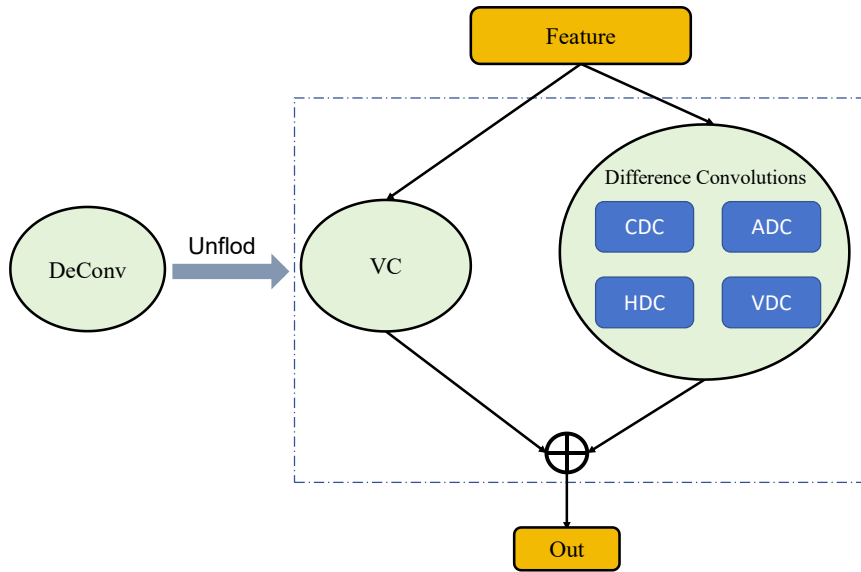 Feature
Difference Convolutions
CDC
ADC
Unflod
DeConv
VC
HDC
VDC
Out